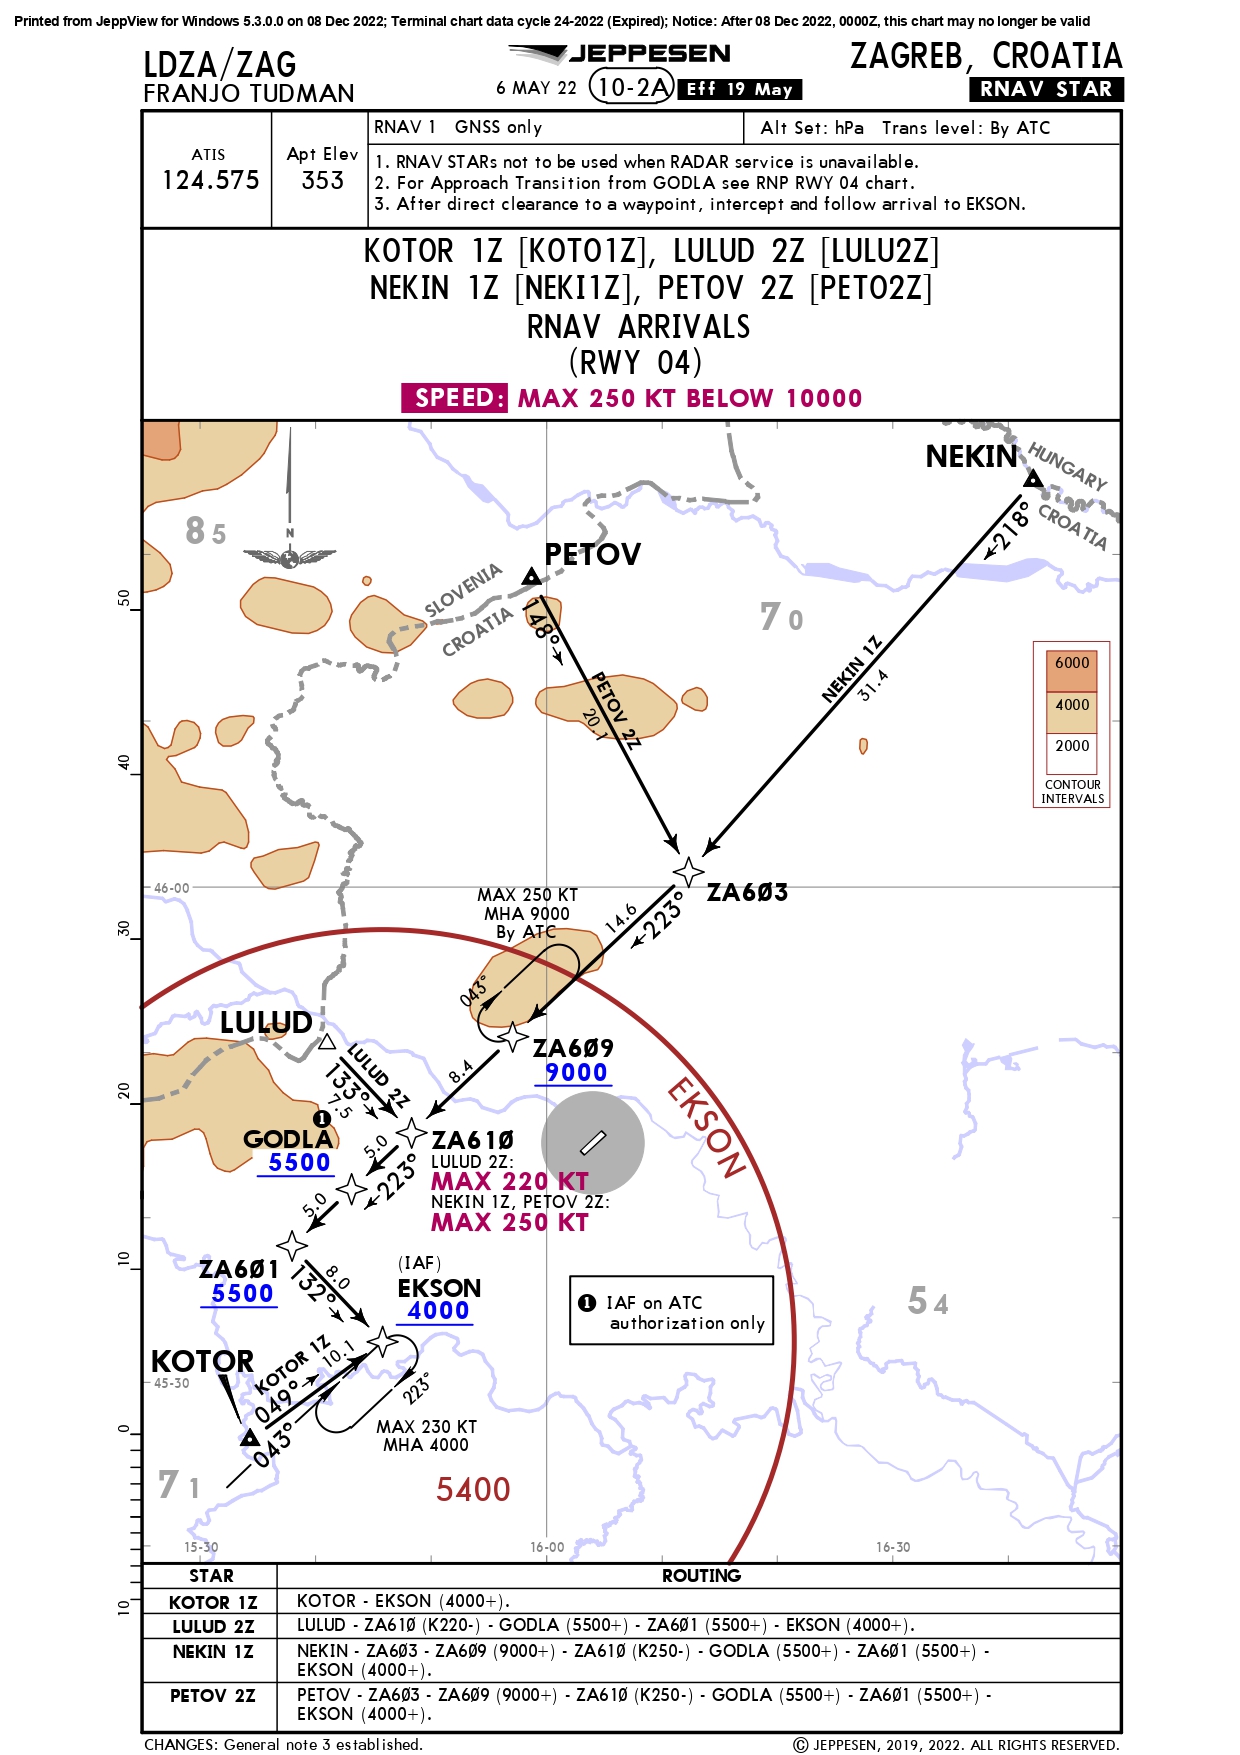 Printed from JeppView for Windows 5.3.0.0 on 08 Dec 2022; Terminal chart data cycle 24-2022 (Expired); Notice: After 08 Dec 2022, 0000Z, this chart may no longer be valid
LDZA/ZAG
FRANJO TUDMAN
JEPPESEN
6 MAY 22 10-2A Eff 19 May
ZAGREB, CROATIA
RNAV STAR
ATIS
124.575
Apt Elev
353
RNAV 1 GNSS only
Alt Set: hPa Trans level: By ATC
1. RNAV STARs not to be used when RADAR service is unavailable.
2. For Approach Transition from GODLA see RNP RWY 04 chart.
3. After direct clearance to a waypoint, intercept and follow arrival to EKSON.
KOTOR 1Z [KOTO1Z], LULUD 2Z [LULU2Z]
NEKIN 1Z [NEKI1Z], PETOV 2Z [PETO2Z]
RNAV ARRIVALS
(RWY 04)
SPEED: MAX 250 KT BELOW 10000
NEKIN
HUNGARY
CROATIA
←218°
85
N
PETOV
SLOVENIA
CROATIA
148°→
50
70
NEKIN 1Z
31.4
PETOV 2Z
20.1
6000
4000
2000
CONTOUR
INTERVALS
40
46-00
ZA6Ø3
MAX 250 KT
MHA 9000
By ATC
14.6
←223°
30
043°
LULUD
ZA6Ø9
9000
LULUD 2Z
133°→
7.5
8.4
20
EKSON
1
GODLA
5500
5.0
ZA61Ø
LULUD 2Z:
MAX 220 KT
NEKIN 1Z, PETOV 2Z:
MAX 250 KT
←223°
5.0
10
ZA6Ø1
5500
8.0
132°→
(IAF)
EKSON
4000
1 IAF on ATC
authorization only
54
KOTOR
KOTOR 1Z
049°→
10.1
45-30
043°
223°
MAX 230 KT
MHA 4000
0
71
5400
15-30
16-00
16-30
10
STAR ROUTING
KOTOR 1Z KOTOR - EKSON (4000+).
LULUD 2Z LULUD - ZA61Ø (K220-) - GODLA (5500+) - ZA6Ø1 (5500+) - EKSON (4000+).
NEKIN 1Z NEKIN - ZA6Ø3 - ZA6Ø9 (9000+) - ZA61Ø (K250-) - GODLA (5500+) - ZA6Ø1 (5500+) -
EKSON (4000+).
PETOV 2Z PETOV - ZA6Ø3 - ZA6Ø9 (9000+) - ZA61Ø (K250-) - GODLA (5500+) - ZA6Ø1 (5500+) -
EKSON (4000+).
CHANGES: General note 3 established.
© JEPPESEN, 2019, 2022. ALL RIGHTS RESERVED.